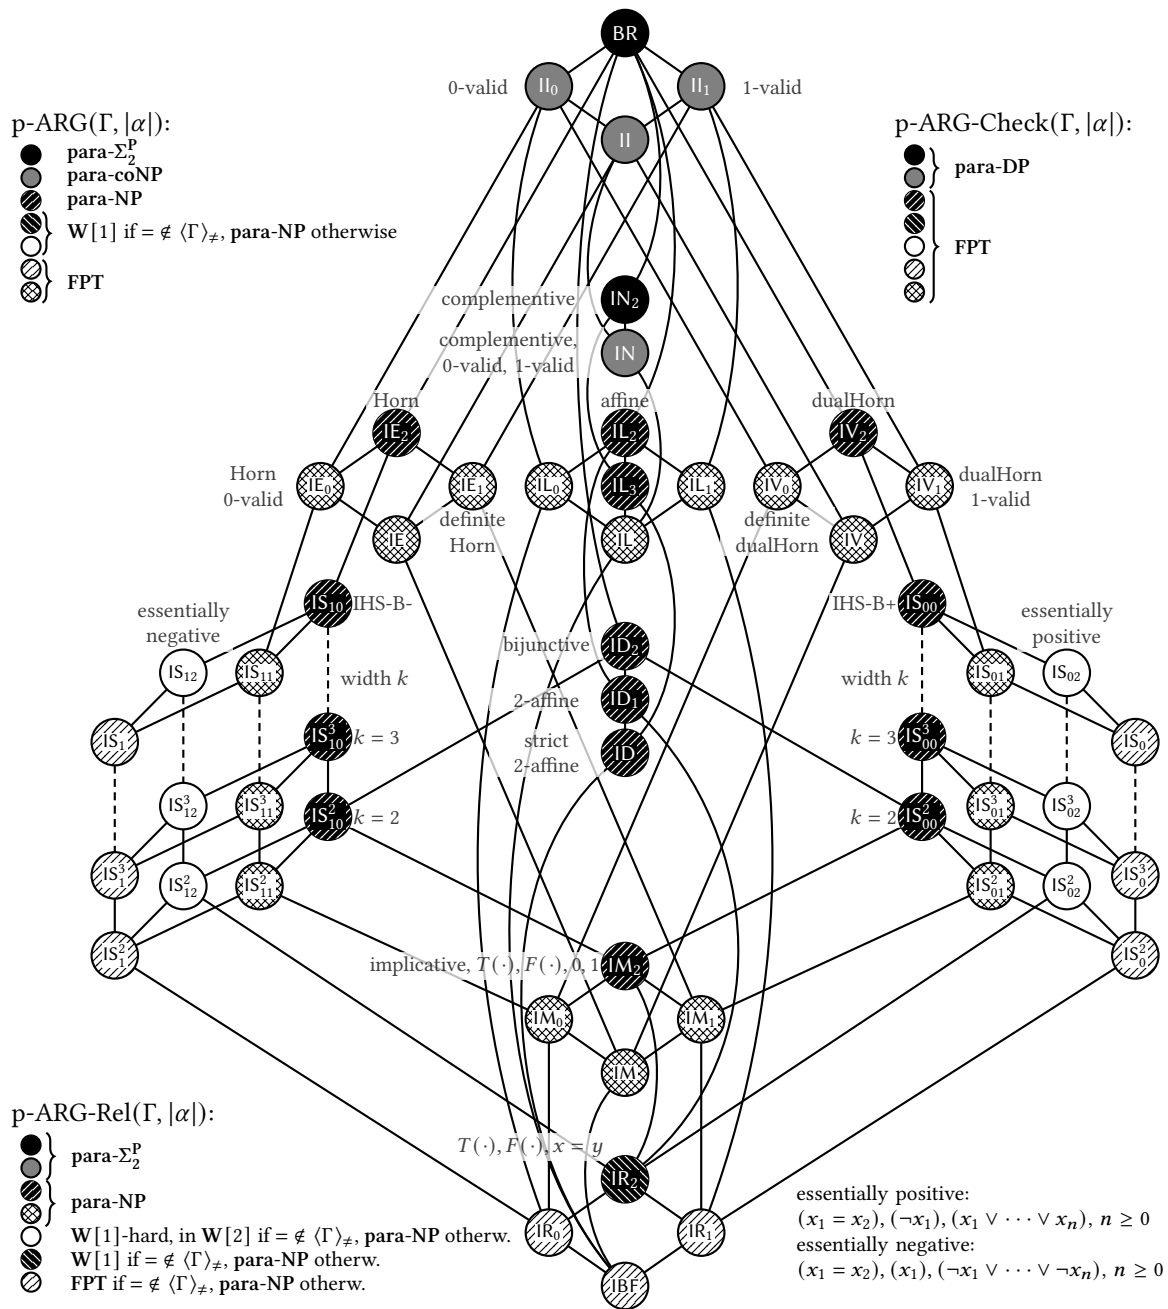 BR
0-valid
II₀
II₁
1-valid
II
p-ARG(Γ, |α|):
para-Σ₂ᴾ
para-coNP
para-NP
W[1] if = ∉ ⟨Γ⟩≠, para-NP otherwise
FPT
p-ARG-Check(Γ, |α|):
para-DP
FPT
complementive
IN₂
complementive,
0-valid, 1-valid
IN
Horn
affine
dualHorn
IE₂
IL₂
IV₂
Horn
0-valid
IE₀
IE₁
IL₀
IL₃
IL₁
IV₀
IV₁
dualHorn
1-valid
definite
Horn
definite
dualHorn
IE
IL
IV
IS₁₀
IHS-B-
IHS-B+
IS₀₀
essentially
negative
essentially
positive
bijunctive
ID₂
IS₁₂
IS₁₁
width k
width k
IS₀₁
IS₀₂
2-affine
ID₁
IS₁
IS³₁₀
k = 3
strict
2-affine
ID
k = 3
IS³₀₀
IS₀
IS³₁₂
IS³₁₁
IS²₁₀
k = 2
k = 2
IS²₀₀
IS³₀₁
IS³₀₂
IS³₁
IS²₁₂
IS²₁₁
IS²₀₁
IS²₀₂
IS³₀
IS²₁
IS²₀
implicative, T(·), F(·), 0, 1
IM₂
IM₀
IM₁
IM
p-ARG-Rel(Γ, |α|):
para-Σ₂ᴾ
para-NP
W[1]-hard, in W[2] if = ∉ ⟨Γ⟩≠, para-NP otherw.
W[1] if = ∉ ⟨Γ⟩≠, para-NP otherw.
FPT if = ∉ ⟨Γ⟩≠, para-NP otherw.
T(·), F(·), x = y
IR₂
IR₀
IR₁
IBF
essentially positive:
(x₁ = x₂), (¬x₁), (x₁ ∨ · · · ∨ xₙ), n ≥ 0
essentially negative:
(x₁ = x₂), (x₁), (¬x₁ ∨ · · · ∨ ¬xₙ), n ≥ 0